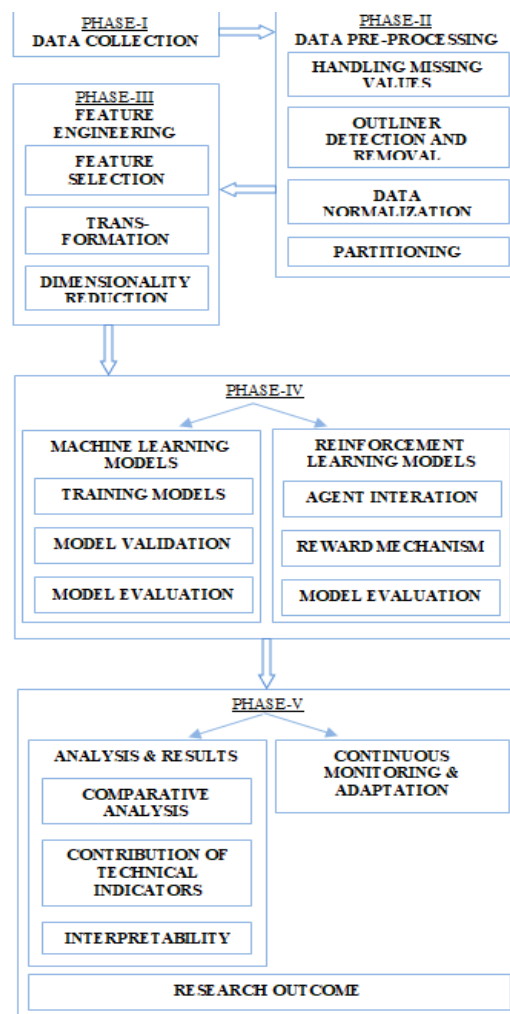 PHASE-I
DATA COLLECTION
PHASE-II
DATA PRE-PROCESSING
HANDLING MISSING
VALUES
OUTLINER
DETECTION AND
REMOVAL
DATA
NORMALIZATION
PARTITIONING
PHASE-III
FEATURE
ENGINEERING
FEATURE
SELECTION
TRANS-
FORMATION
DIMENSIONALITY
REDUCTION
PHASE-IV
MACHINE LEARNING
MODELS
TRAINING MODELS
MODEL VALIDATION
MODEL EVALUATION
REINFORCEMENT
LEARNING MODELS
AGENT INTERATION
REWARD MECHANISM
MODEL EVALUATION
PHASE-V
ANALYSIS & RESULTS
COMPARATIVE
ANALYSIS
CONTRIBUTION OF
TECHNICAL
INDICATORS
INTERPRETABILITY
CONTINUOUS
MONITORING &
ADAPTATION
RESEARCH OUTCOME